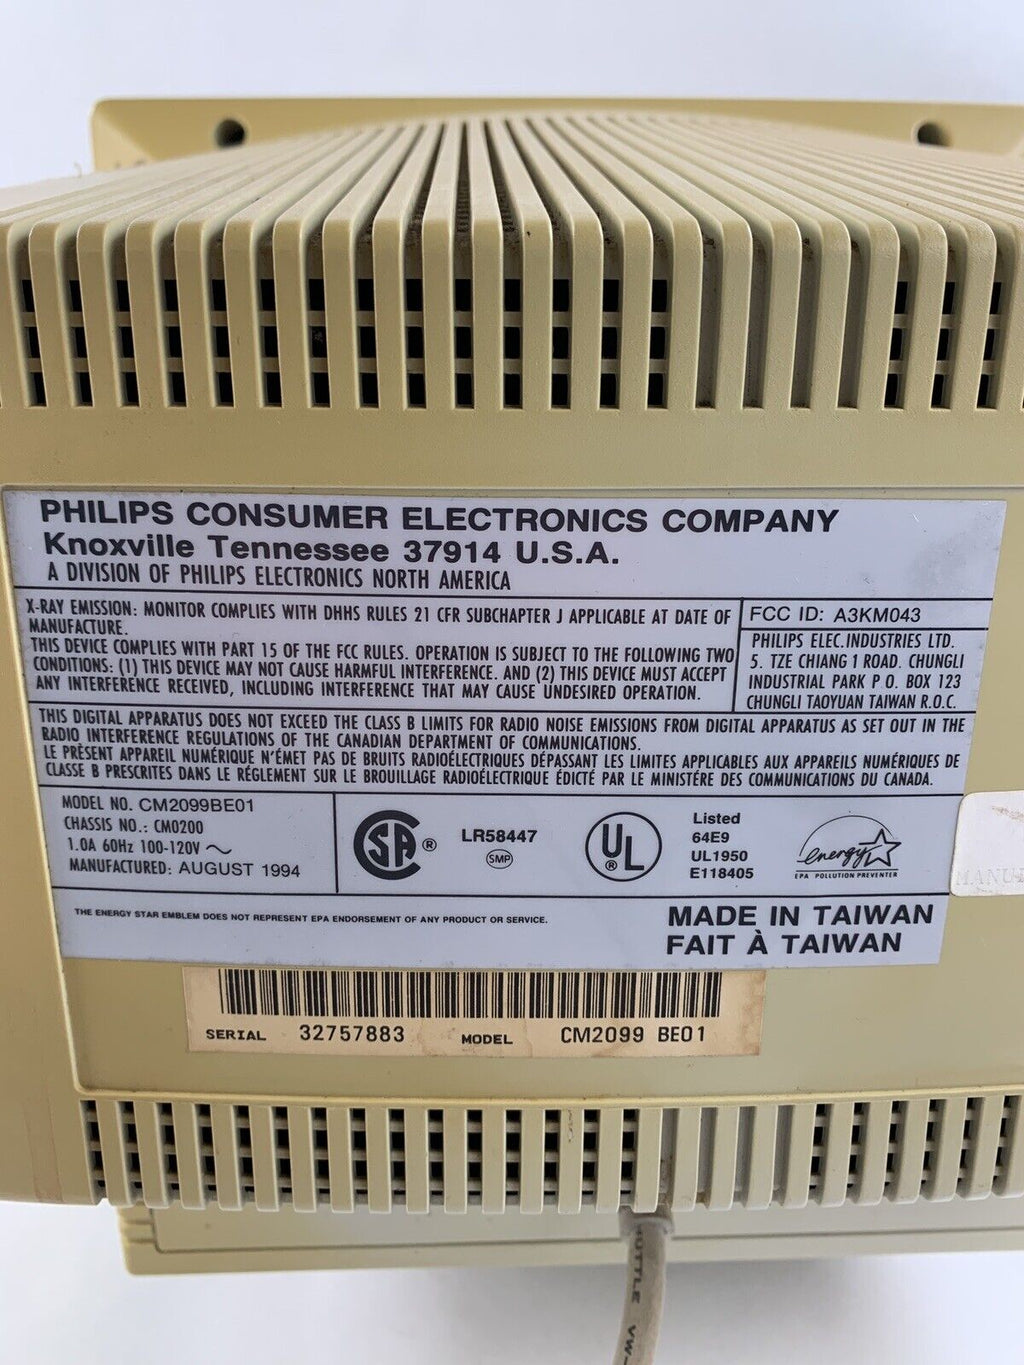 PHILIPS CONSUMER ELECTRONICS COMPANY
Knoxville Tennessee 37914 U.S.A.
A DIVISION OF PHILIPS ELECTRONICS NORTH AMERICA
X-RAY EMISSION: MONITOR COMPLIES WITH DHHS RULES 21 CFR SUBCHAPTER J APPLICABLE AT DATE OF
MANUFACTURE.
THIS DEVICE COMPLIES WITH PART 15 OF THE FCC RULES. OPERATION IS SUBJECT TO THE FOLLOWING TWO
CONDITIONS: (1) THIS DEVICE MAY NOT CAUSE HARMFUL INTERFERENCE. AND (2) THIS DEVICE MUST ACCEPT
ANY INTERFERENCE RECEIVED, INCLUDING INTERFERENCE THAT MAY CAUSE UNDESIRED OPERATION.
FCC ID: A3KM043
PHILIPS ELEC.INDUSTRIES LTD.
5. TZE CHIANG 1 ROAD. CHUNGLI
INDUSTRIAL PARK P O. BOX 123
CHUNGLI TAOYUAN TAIWAN R.O.C.
THIS DIGITAL APPARATUS DOES NOT EXCEED THE CLASS B LIMITS FOR RADIO NOISE EMISSIONS FROM DIGITAL APPARATUS AS SET OUT IN THE
RADIO INTERFERENCE REGULATIONS OF THE CANADIAN DEPARTMENT OF COMMUNICATIONS.
LE PRÈSENT APPAREIL NUMÉRIQUE N'ÉMET PAS DE BRUITS RADIOÉLECTRIQUES DÉPASSANT LES LIMITES APPLICABLES AUX APPAREILS NUMÉRIQUES DE
CLASSE B PRESCRITES DANS LE RÉGLEMENT SUR LE BROUILLAGE RADIOÉLECTRIQUE ÉDICTÉ PAR LE MINISTÉRE DES COMMUNICATIONS DU CANADA.
MODEL NO. CM2099BE01
CHASSIS NO.: CM0200
1.0A 60Hz 100-120V ～
MANUFACTURED: AUGUST 1994
SA ®
LR58447
SMP
UL ®
Listed
64E9
UL1950
E118405
energy
EPA POLLUTION PREVENTER
MANU
THE ENERGY STAR EMBLEM DOES NOT REPRESENT EPA ENDORSEMENT OF ANY PRODUCT OR SERVICE.
MADE IN TAIWAN
FAIT À TAIWAN
SERIAL 32757883 MODEL CM2099 BE01